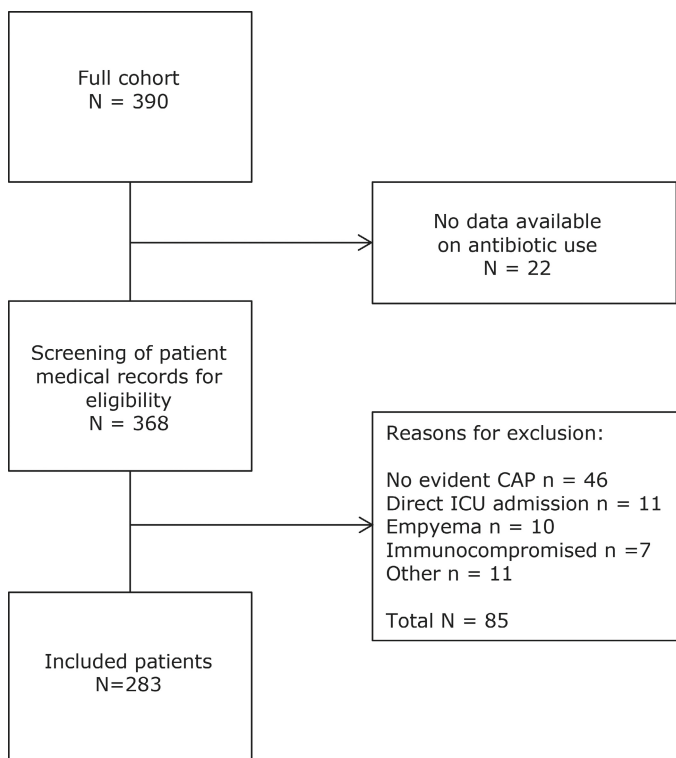 Full cohort
N = 390
No data available
on antibiotic use
N = 22
Screening of patient
medical records for
eligibility
N = 368
Reasons for exclusion:
No evident CAP n = 46
Direct ICU admission n = 11
Empyema n = 10
Immunocompromised n =7
Other n = 11
Total N = 85
Included patients
N=283